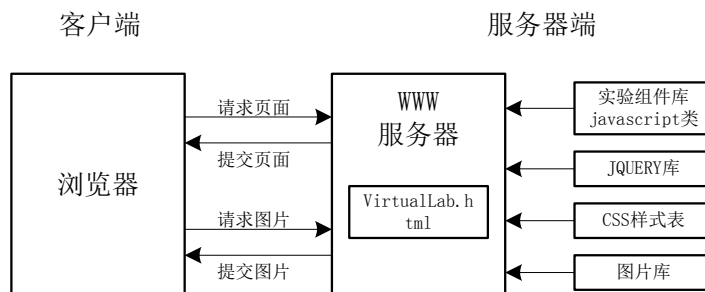 客户端
服务器端
浏览器
请求页面
提交页面
请求图片
提交图片
WWW
服务器
VirtualLab.h
tml
实验组件库
javascript类
JQUERY库
CSS样式表
图片库